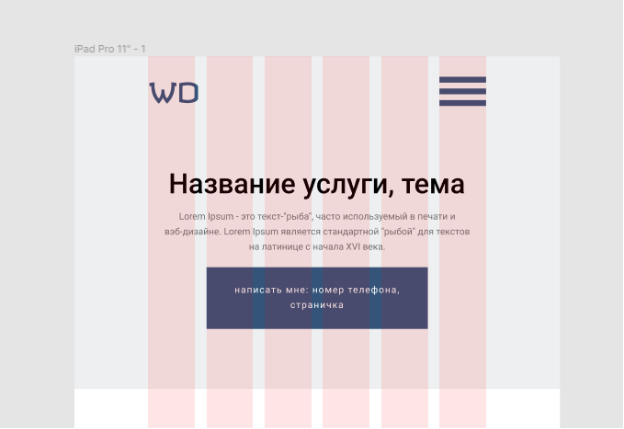 iPad Pro 11" - 1
WD
Название услуги, тема
Lorem Ipsum - это текст-"рыба", часто используемый в печати и
вэб-дизайне. Lorem Ipsum является стандартной "рыбой" для текстов
на латинице с начала XVI века.
написать мне: номер телефона,
страничка